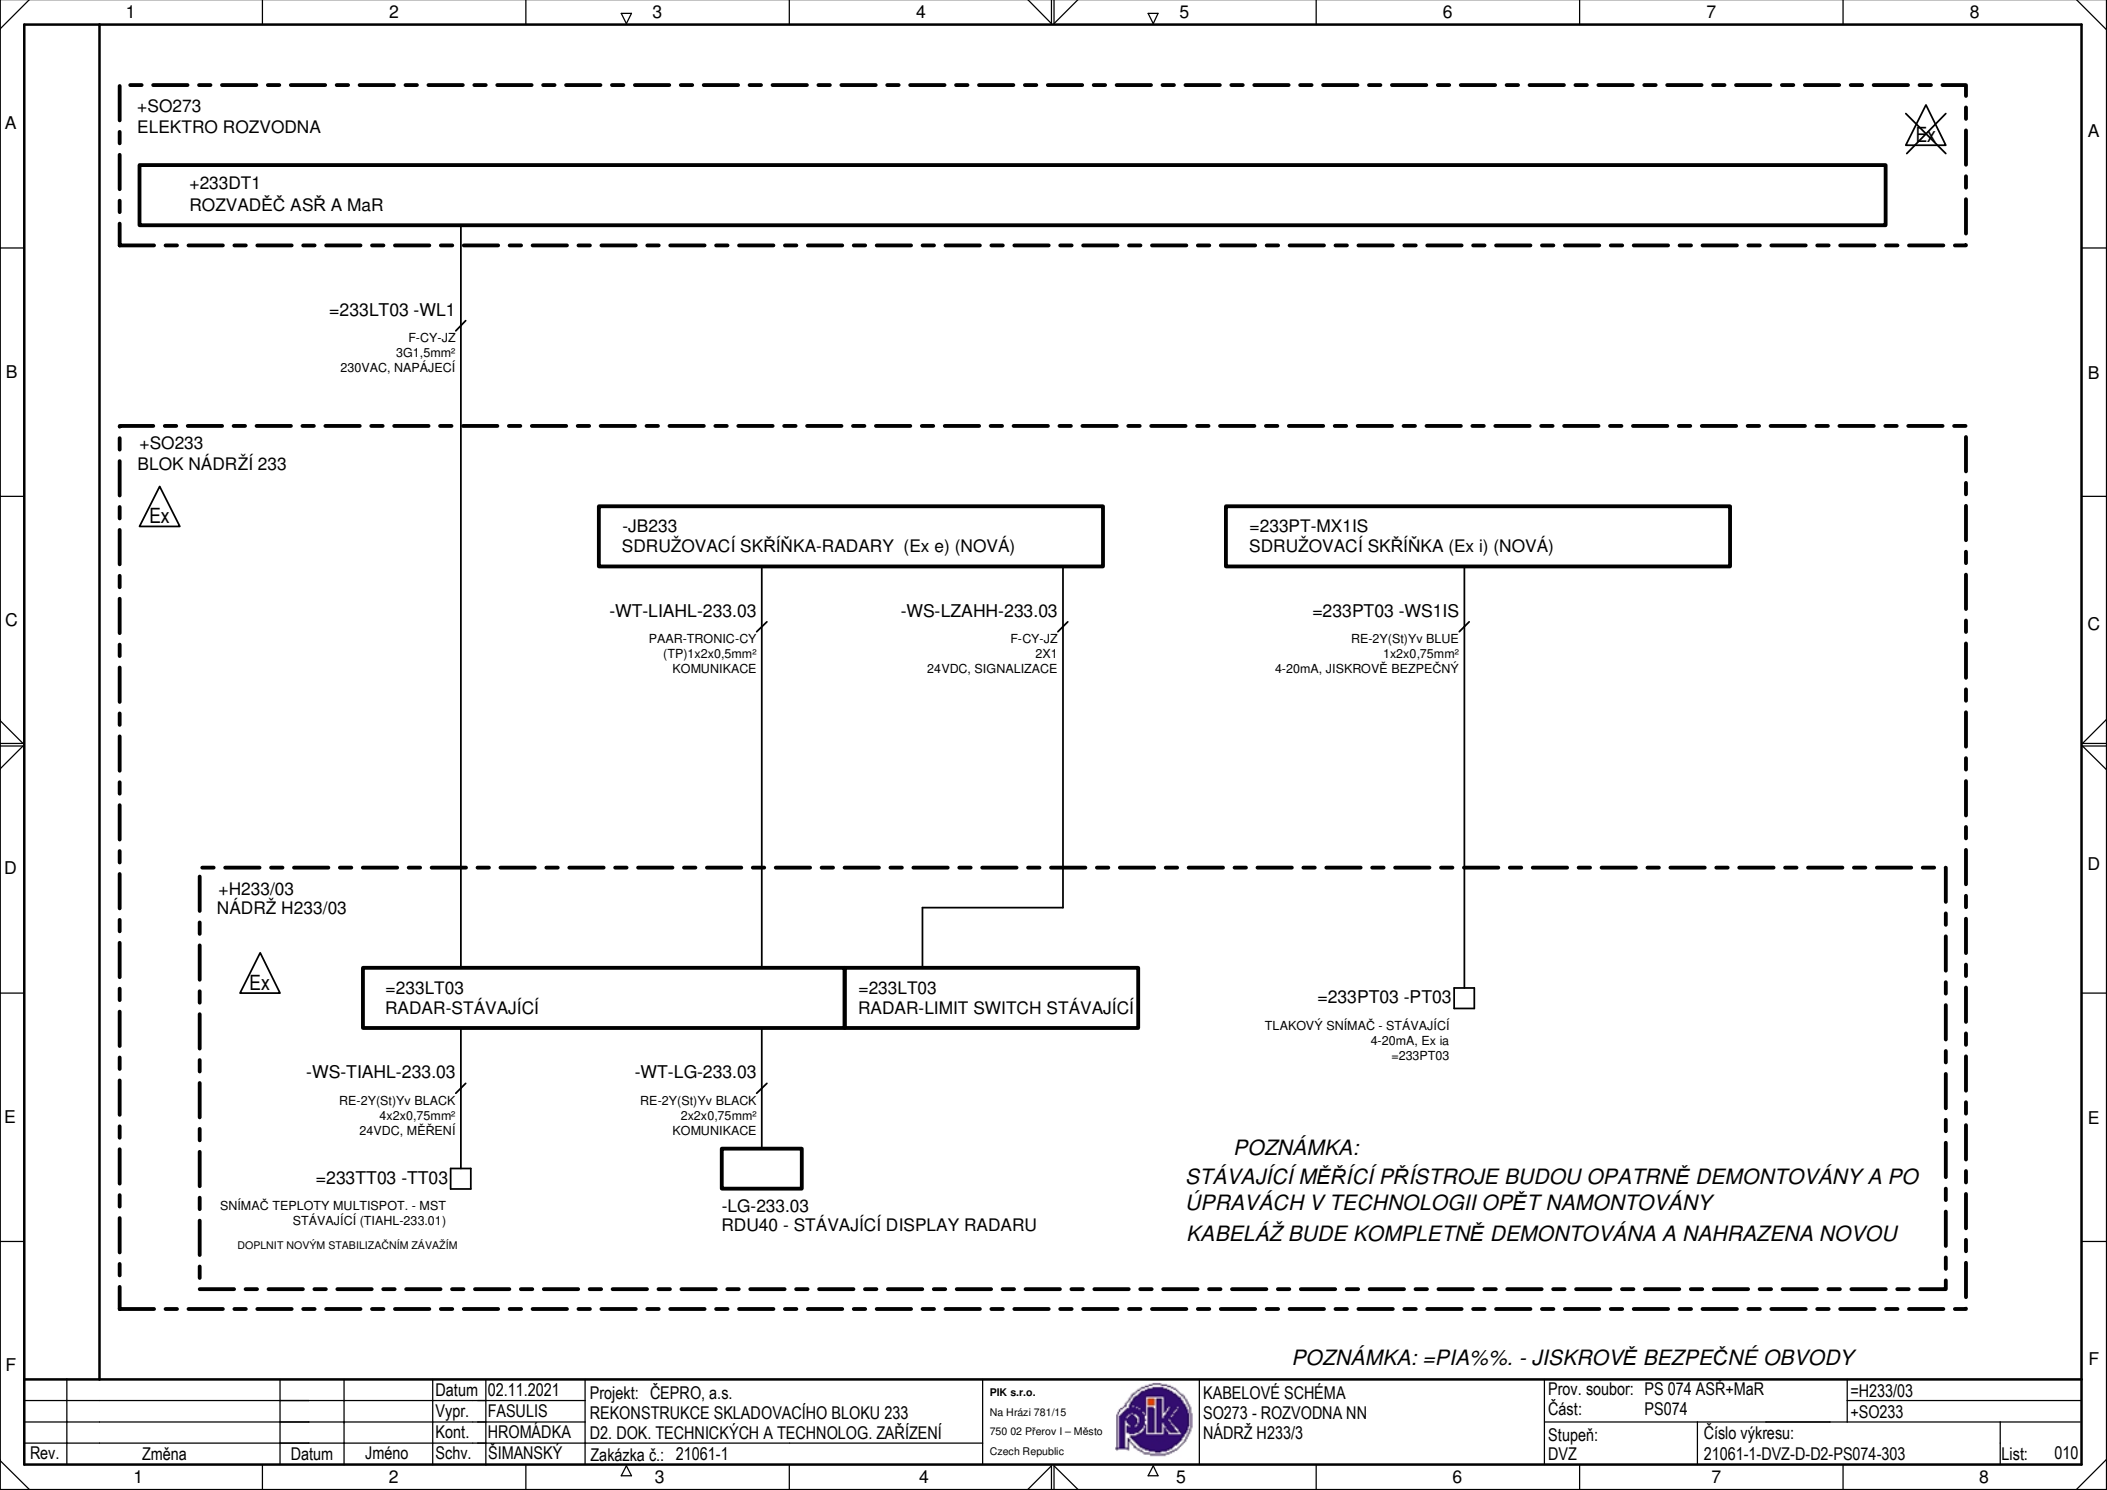 1 2 3 4 5 6 7 8
A
A
B
B
C
C
D
D
E
E
F
F
+SO273
ELEKTRO ROZVODNA
Ex
+233DT1
ROZVADĚČ ASŘ A MaR
=233LT03 -WL1
F-CY-JZ
3G1,5mm²
230VAC, NAPÁJECÍ
+SO233
BLOK NÁDRŽÍ 233
Ex
-JB233
SDRUŽOVACÍ SKŘÍŇKA-RADARY (Ex e) (NOVÁ)
=233PT-MX1IS
SDRUŽOVACÍ SKŘÍŇKA (Ex i) (NOVÁ)
-WT-LIAHL-233.03
PAAR-TRONIC-CY
(TP)1x2x0,5mm²
KOMUNIKACE
-WS-LZAHH-233.03
F-CY-JZ
2X1
24VDC, SIGNALIZACE
=233PT03 -WS1IS
RE-2Y(St)Yv BLUE
1x2x0,75mm²
4-20mA, JISKROVĚ BEZPEČNÝ
+H233/03
NÁDRŽ H233/03
Ex
=233LT03
RADAR-STÁVAJÍCÍ
=233LT03
RADAR-LIMIT SWITCH STÁVAJÍCÍ
=233PT03 -PT03
TLAKOVÝ SNÍMAČ - STÁVAJÍCÍ
4-20mA, Ex ia
=233PT03
-WS-TIAHL-233.03
RE-2Y(St)Yv BLACK
4x2x0,75mm²
24VDC, MĚŘENÍ
-WT-LG-233.03
RE-2Y(St)Yv BLACK
2x2x0,75mm²
KOMUNIKACE
=233TT03 -TT03
SNÍMAČ TEPLOTY MULTISPOT. - MST
STÁVAJÍCÍ (TIAHL-233.01)
DOPLNIT NOVÝM STABILIZAČNÍM ZÁVAŽÍM
-LG-233.03
RDU40 - STÁVAJÍCÍ DISPLAY RADARU
POZNÁMKA:
STÁVAJÍCÍ MĚŘÍCÍ PŘÍSTROJE BUDOU OPATRNĚ DEMONTOVÁNY A PO
ÚPRAVÁCH V TECHNOLOGII OPĚT NAMONTOVÁNY
KABELÁŽ BUDE KOMPLETNĚ DEMONTOVÁNA A NAHRAZENA NOVOU
POZNÁMKA: =PIA%%. - JISKROVĚ BEZPEČNÉ OBVODY
Rev. Změna Datum Jméno
Datum 02.11.2021
Vypr. FASULIS
Kont. HROMÁDKA
Schv. ŠIMANSKÝ
Projekt: ČEPRO, a.s.
REKONSTRUKCE SKLADOVACÍHO BLOKU 233
D2. DOK. TECHNICKÝCH A TECHNOLOG. ZAŘÍZENÍ
Zakázka č.: 21061-1
PIK s.r.o.
Na Hrázi 781/15
750 02 Přerov I – Město
Czech Republic
pik
KABELOVÉ SCHÉMA
SO273 - ROZVODNA NN
NÁDRŽ H233/3
Prov. soubor: PS 074 ASŘ+MaR
Část: PS074
=H233/03
+SO233
Stupeň:
DVZ
Číslo výkresu:
21061-1-DVZ-D-D2-PS074-303
List: 010
1 2 3 4 5 6 7 8